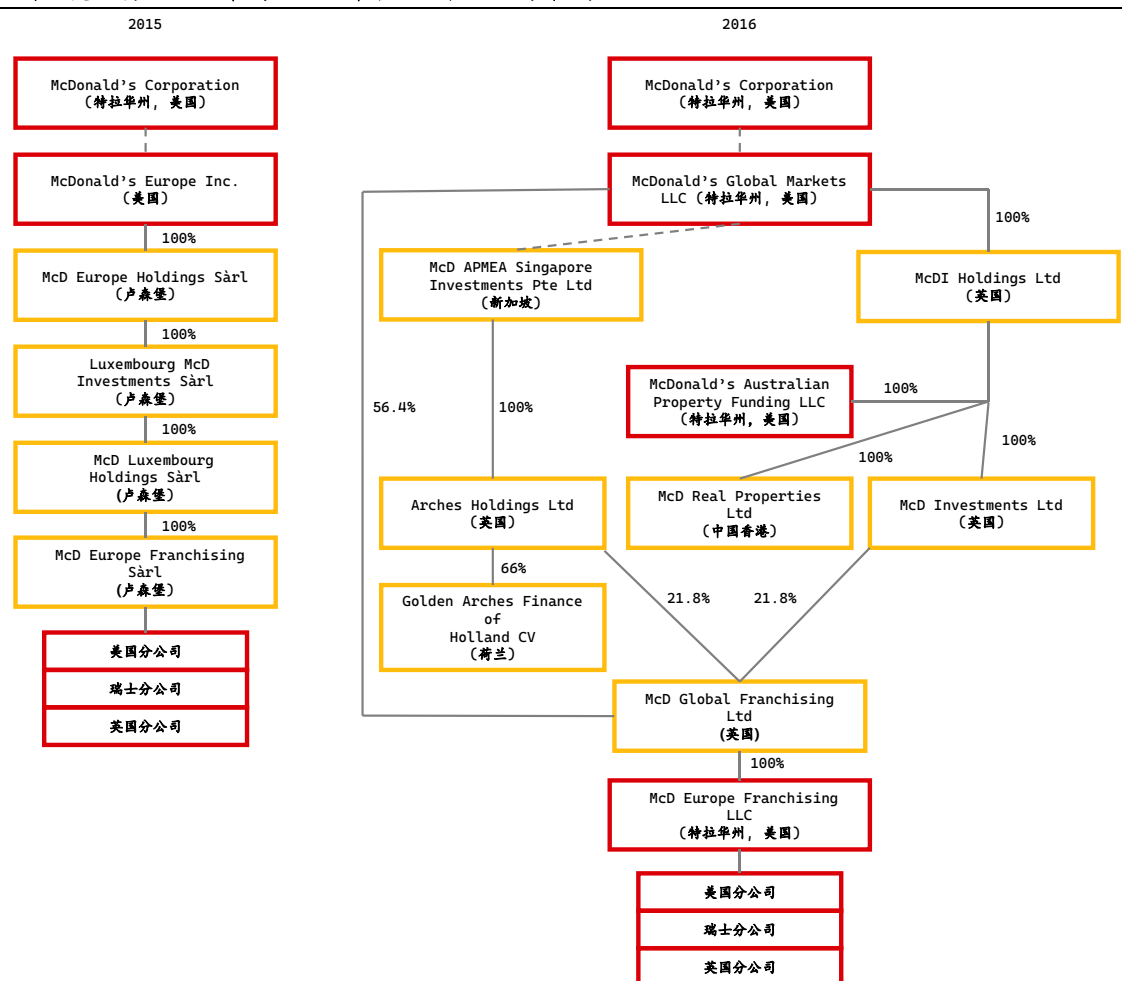 2015
McDonald's Corporation
(特拉华州, 美国)
McDonald's Europe Inc.
(美国)
100%
McD Europe Holdings Sàrl
(卢森堡)
100%
Luxembourg McD
Investments Sàrl
(卢森堡)
100%
McD Luxembourg
Holdings Sàrl
(卢森堡)
100%
McD Europe Franchising
Sàrl
(卢森堡)
美国分公司
瑞士分公司
英国分公司
2016
McDonald's Corporation
(特拉华州, 美国)
McDonald's Global Markets
LLC (特拉华州, 美国)
100%
McD APMEA Singapore
Investments Pte Ltd
(新加坡)
McDI Holdings Ltd
(英国)
56.4%
100%
McDonald's Australian
Property Funding LLC
(特拉华州, 美国)
100%
100%
100%
Arches Holdings Ltd
(英国)
McD Real Properties
Ltd
(中国香港)
McD Investments Ltd
(英国)
66%
Golden Arches Finance
of
Holland CV
(荷兰)
21.8%
21.8%
McD Global Franchising
Ltd
(英国)
100%
McD Europe Franchising
LLC
(特拉华州, 美国)
美国分公司
瑞士分公司
英国分公司